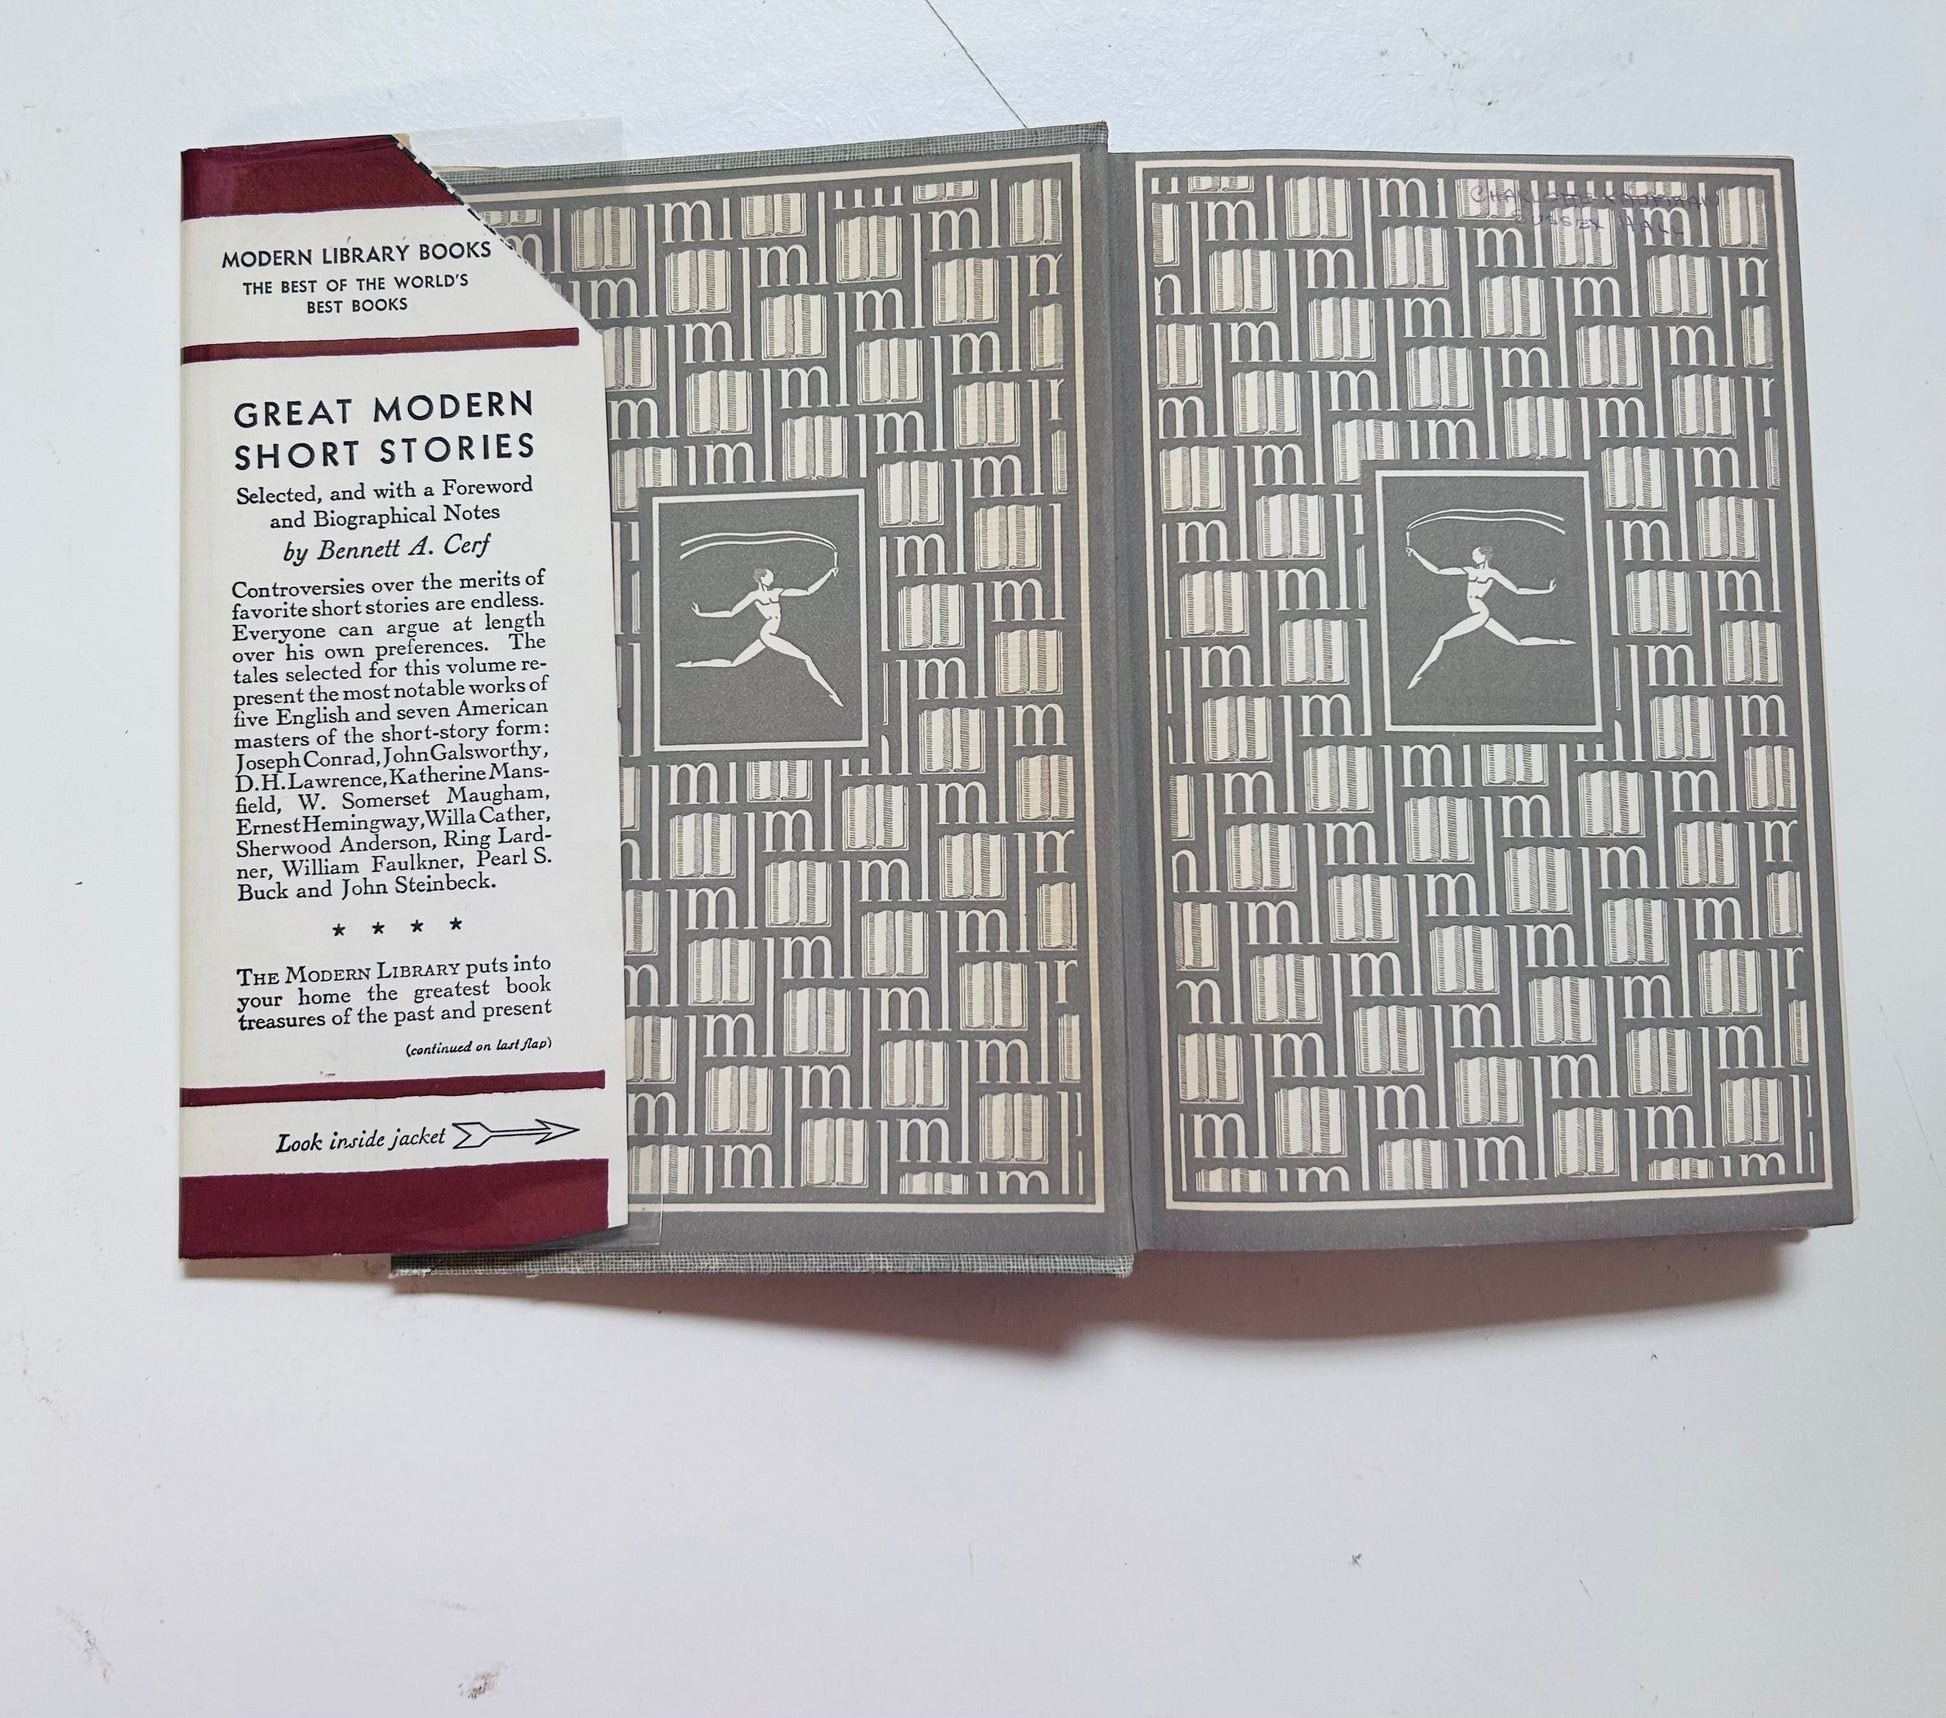 MODERN LIBRARY BOOKS
THE BEST OF THE WORLD'S
BEST BOOKS
GREAT MODERN
SHORT STORIES
Selected, and with a Foreword
and Biographical Notes
by Bennett A. Cerf
Controversies over the merits of
favorite short stories are endless.
Everyone can argue at length
over his own preferences. The
tales selected for this volume re-
present the most notable works of
five English and seven American
masters of the short-story form:
Joseph Conrad, John Galsworthy,
D. H. Lawrence, Katherine Mans-
field, W. Somerset Maugham,
Ernest Hemingway, Willa Cather,
Sherwood Anderson, Ring Lard-
ner, William Faulkner, Pearl S.
Buck and John Steinbeck.
* * * *
THE MODERN LIBRARY puts into
your home the greatest book
treasures of the past and present
(continued on last flap)
Look inside jacket
CHARLOTTE KAUFMAN
SUSSEX HALL